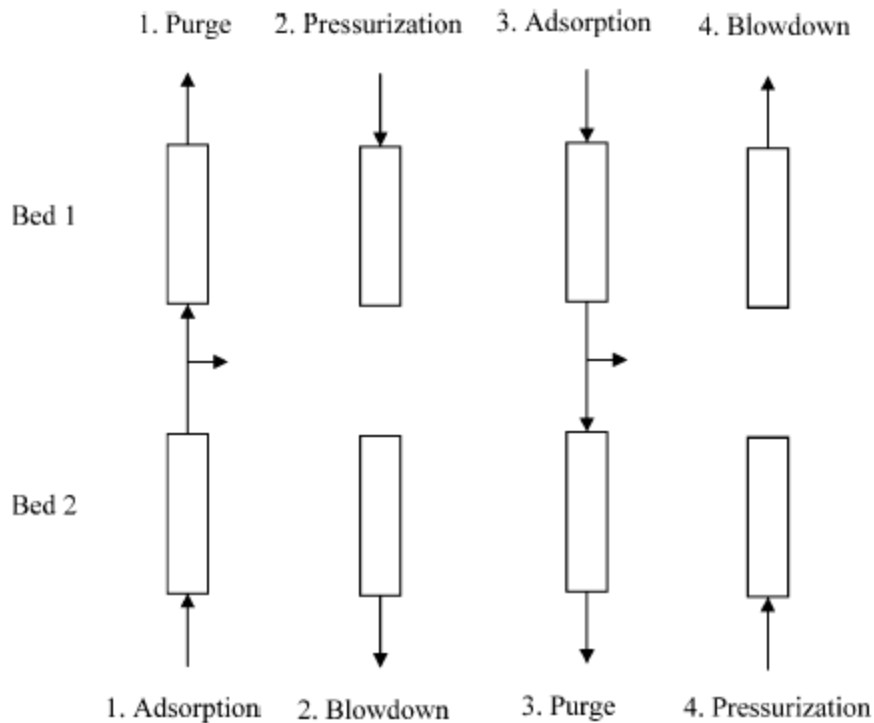 1. Purge
2. Pressurization
3. Adsorption
4. Blowdown
Bed 1
Bed 2
1. Adsorption
2. Blowdown
3. Purge
4. Pressurization